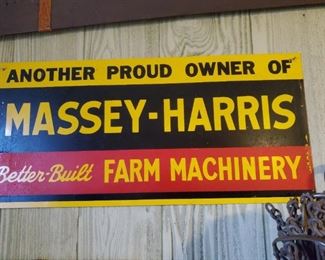 ANOTHER PROUD OWNER OF
MASSEY-HARRIS
Better-Built FARM MACHINERY